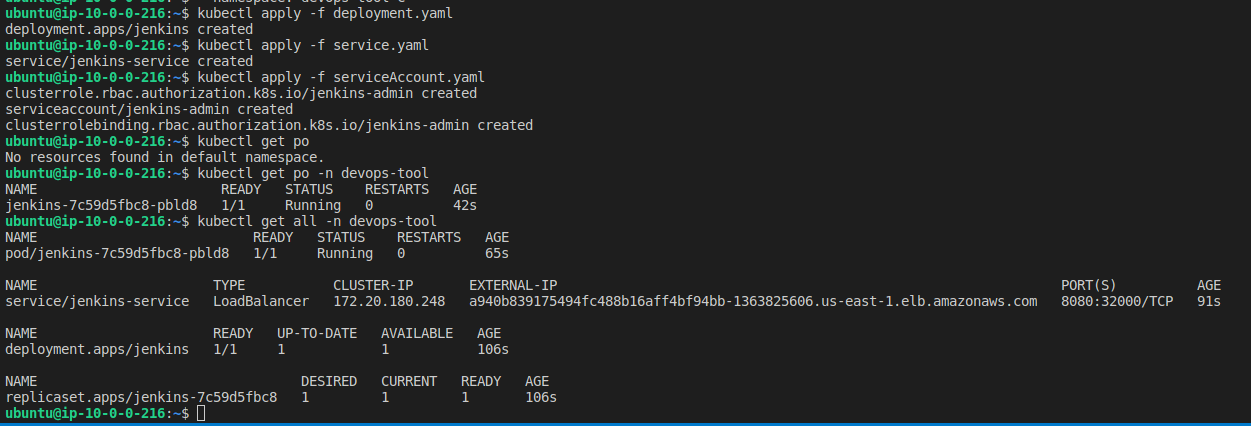 ubuntu@ip-10-0-0-216:~$ kubectl apply -f deployment.yaml
deployment.apps/jenkins created
ubuntu@ip-10-0-0-216:~$ kubectl apply -f service.yaml
service/jenkins-service created
ubuntu@ip-10-0-0-216:~$ kubectl apply -f serviceAccount.yaml
clusterrole.rbac.authorization.k8s.io/jenkins-admin created
serviceaccount/jenkins-admin created
clusterrolebinding.rbac.authorization.k8s.io/jenkins-admin created
ubuntu@ip-10-0-0-216:~$ kubectl get po
No resources found in default namespace.
ubuntu@ip-10-0-0-216:~$ kubectl get po -n devops-tool
NAME READY STATUS RESTARTS AGE
jenkins-7c59d5fbc8-pbld8 1/1 Running 0 42s
ubuntu@ip-10-0-0-216:~$ kubectl get all -n devops-tool
NAME READY STATUS RESTARTS AGE
pod/jenkins-7c59d5fbc8-pbld8 1/1 Running 0 65s
NAME TYPE CLUSTER-IP EXTERNAL-IP PORT(S) AGE
service/jenkins-service LoadBalancer 172.20.180.248 a940b839175494fc488b16aff4bf94bb-1363825606.us-east-1.elb.amazonaws.com 8080:32000/TCP 91s
NAME READY UP-TO-DATE AVAILABLE AGE
deployment.apps/jenkins 1/1 1 1 106s
NAME DESIRED CURRENT READY AGE
replicaset.apps/jenkins-7c59d5fbc8 1 1 1 106s
ubuntu@ip-10-0-0-216:~$